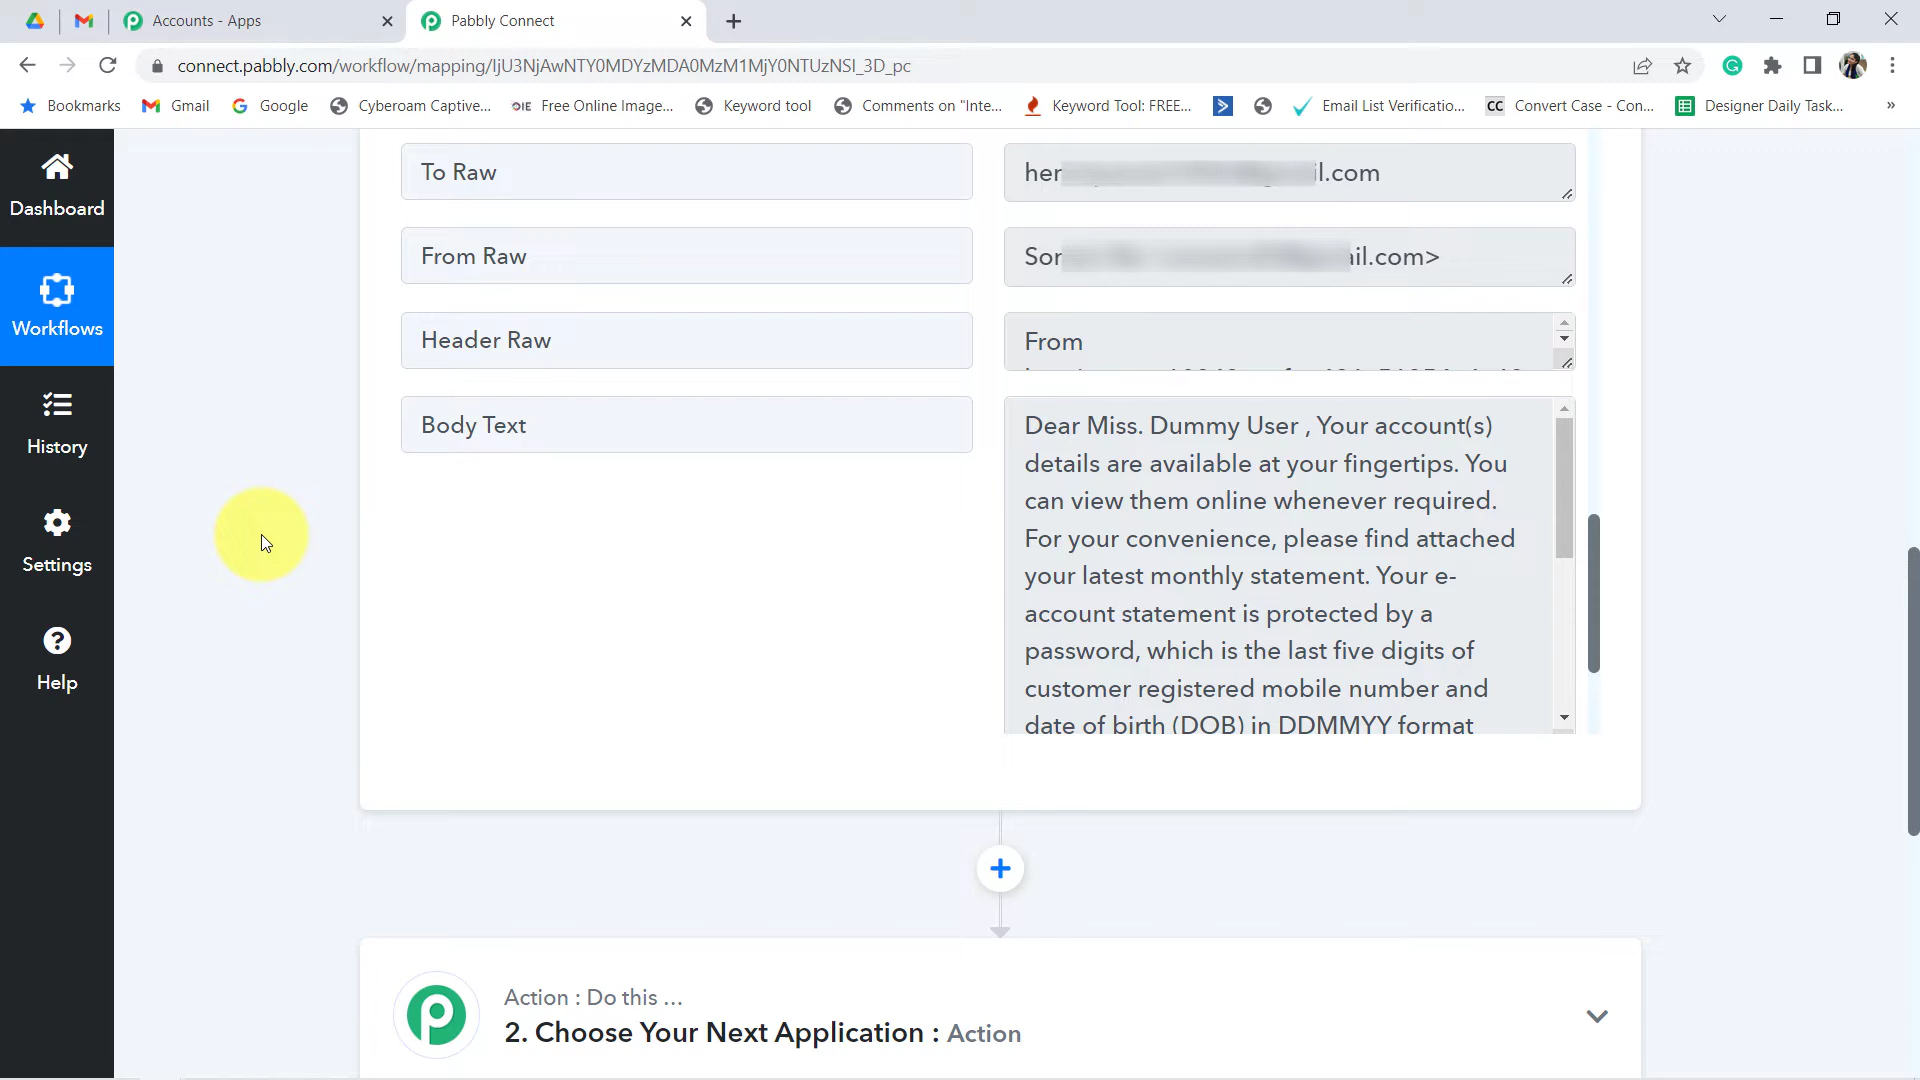 Accounts - Apps
Pabbly Connect
connect.pabbly.com/workflow/mapping/IjU3NjAwNTY0MDYzMDA0MzM1MjY0NTUzNSI_3D_pc
Bookmarks
Gmail
Google
Cyberoam Captive...
OIE Free Online Image...
Keyword tool
Comments on "Inte...
Keyword Tool: FREE...
Email List Verificatio...
CC Convert Case - Con...
Designer Daily Task...
»
Dashboard
Workflows
History
Settings
Help
To Raw
her
l.com
From Raw
Sor
ail.com>
Header Raw
From
Body Text
Dear Miss. Dummy User , Your account(s)
details are available at your fingertips. You
can view them online whenever required.
For your convenience, please find attached
your latest monthly statement. Your e-
account statement is protected by a
password, which is the last five digits of
customer registered mobile number and
date of birth (DOB) in DDMMYY format
Action : Do this ...
2. Choose Your Next Application : Action